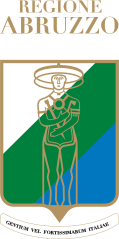 REGIONE
ABRUZZO
GENTIUM VEL FORTISSIMARUM ITALIAE